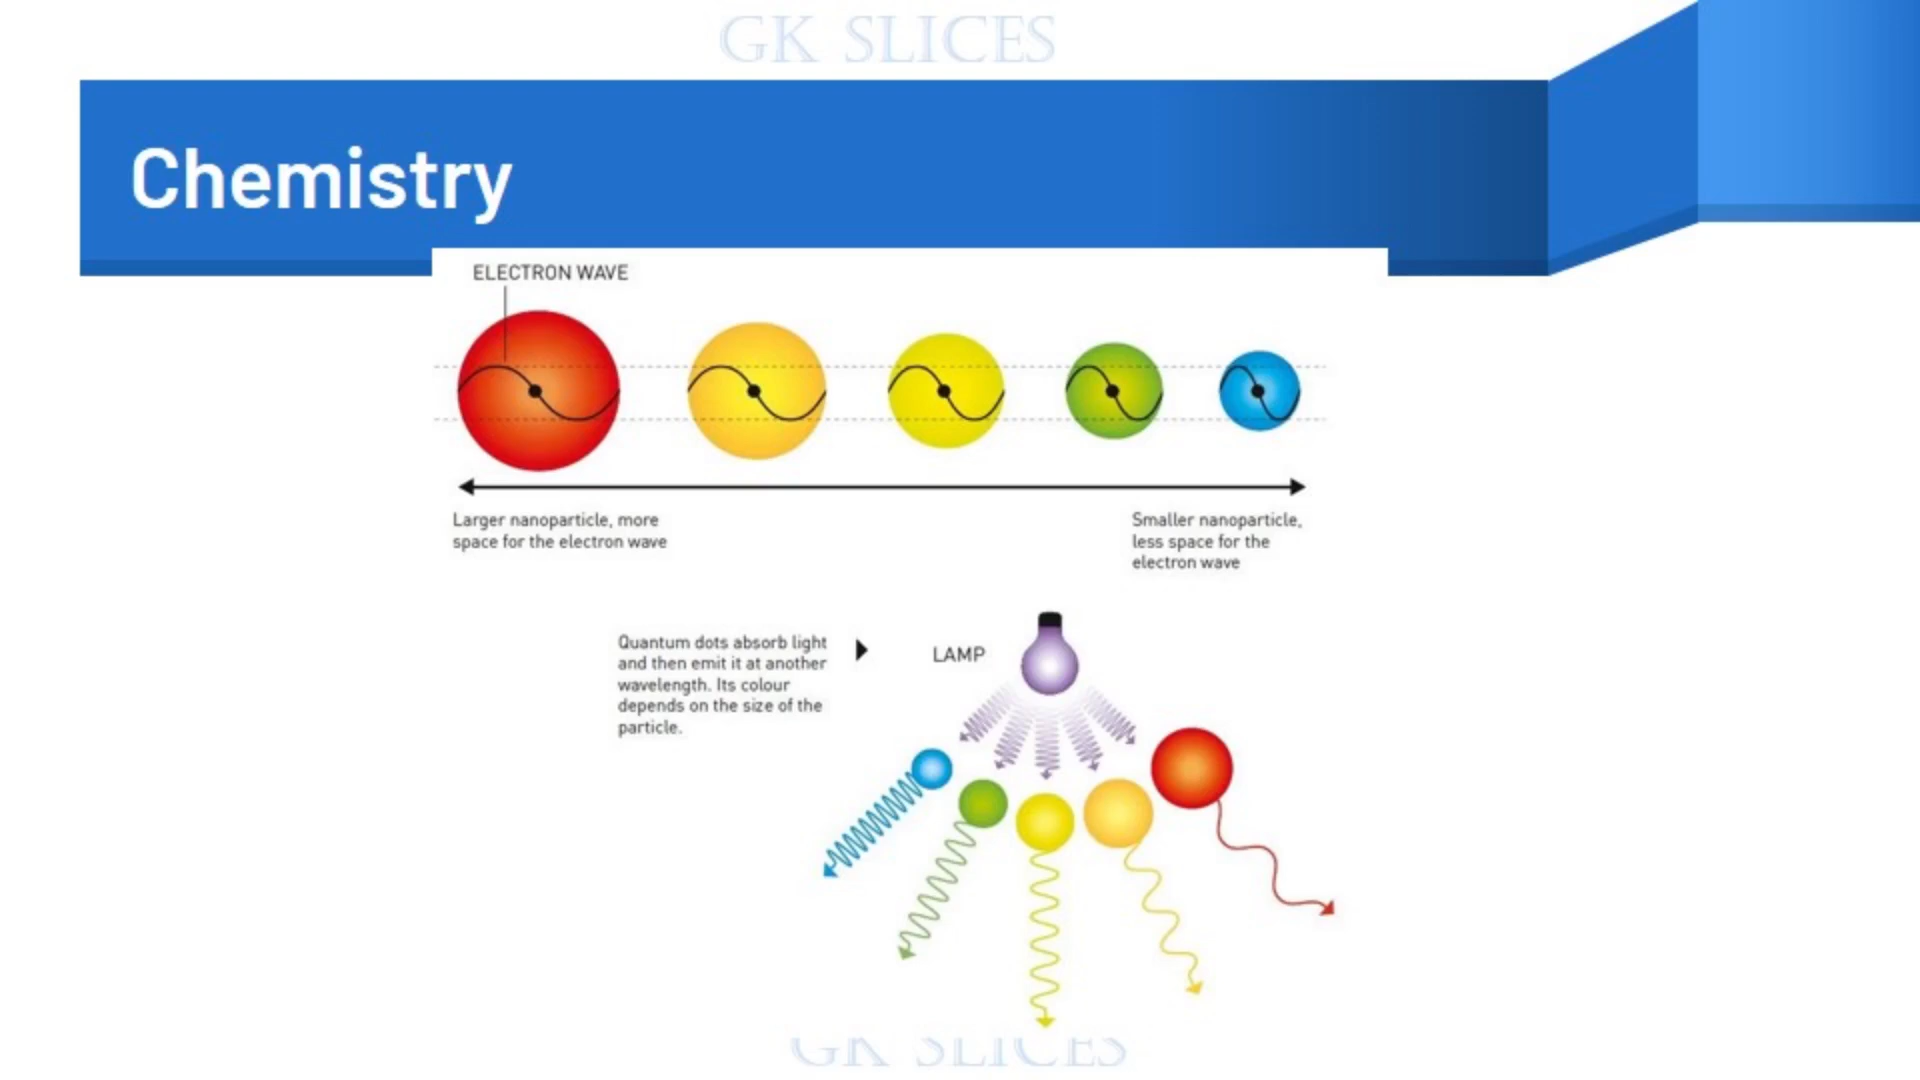 GK SLICES
Chemistry
ELECTRON WAVE
Larger nanoparticle, more
space for the electron wave
Smaller nanoparticle,
less space for the
electron wave
Quantum dots absorb light
and then emit it at another
wavelength. Its colour
depends on the size of the
particle.
LAMP
GK SLICES